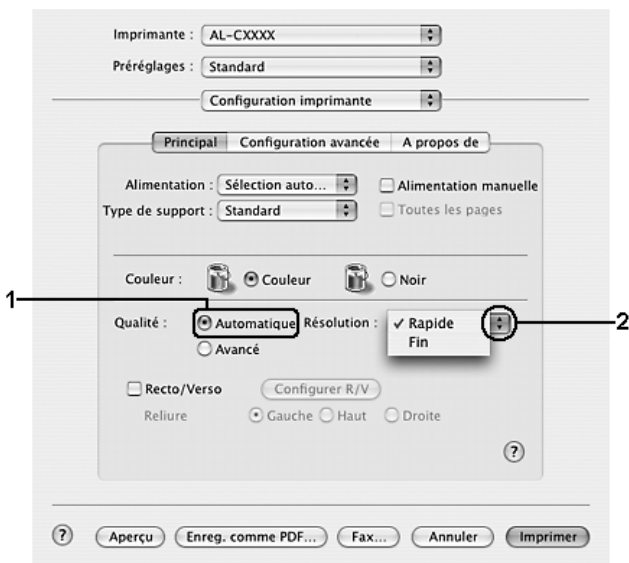 Imprimante : AL-CXXXX
Préréglages : Standard
Configuration imprimante
Principal Configuration avancée A propos de
Alimentation : Sélection auto... Alimentation manuelle
Type de support : Standard Toutes les pages
Couleur : Couleur Noir
1
Qualité : Automatique Résolution : ✓ Rapide 2
Avancé Fin
Recto/Verso Configurer R/V
Reliure Gauche Haut Droite
?
? Aperçu Enreg. comme PDF... Fax... Annuler Imprimer